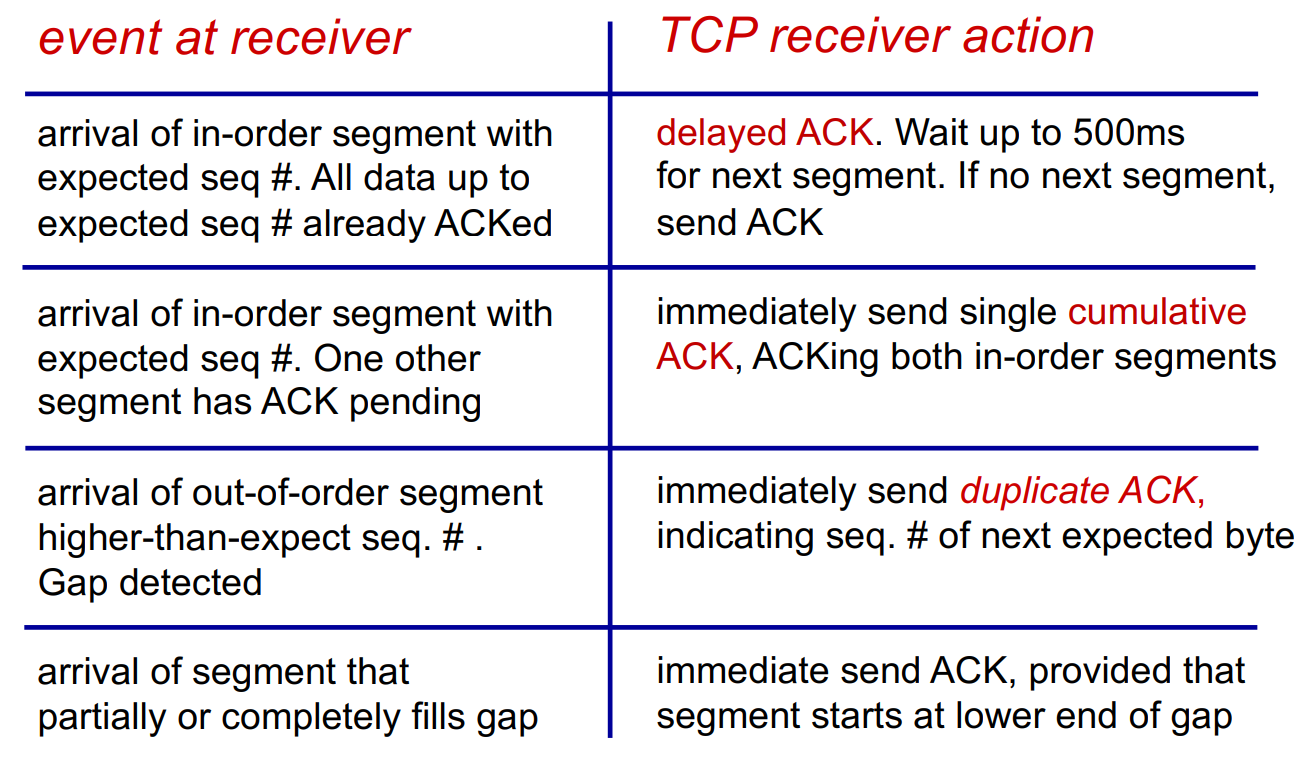 event at receiver
TCP receiver action
arrival of in-order segment with
expected seq #. All data up to
expected seq # already ACKed
delayed ACK. Wait up to 500ms
for next segment. If no next segment,
send ACK
arrival of in-order segment with
expected seq #. One other
segment has ACK pending
immediately send single cumulative
ACK, ACKing both in-order segments
arrival of out-of-order segment
higher-than-expect seq. # .
Gap detected
immediately send duplicate ACK,
indicating seq. # of next expected byte
arrival of segment that
partially or completely fills gap
immediate send ACK, provided that
segment starts at lower end of gap